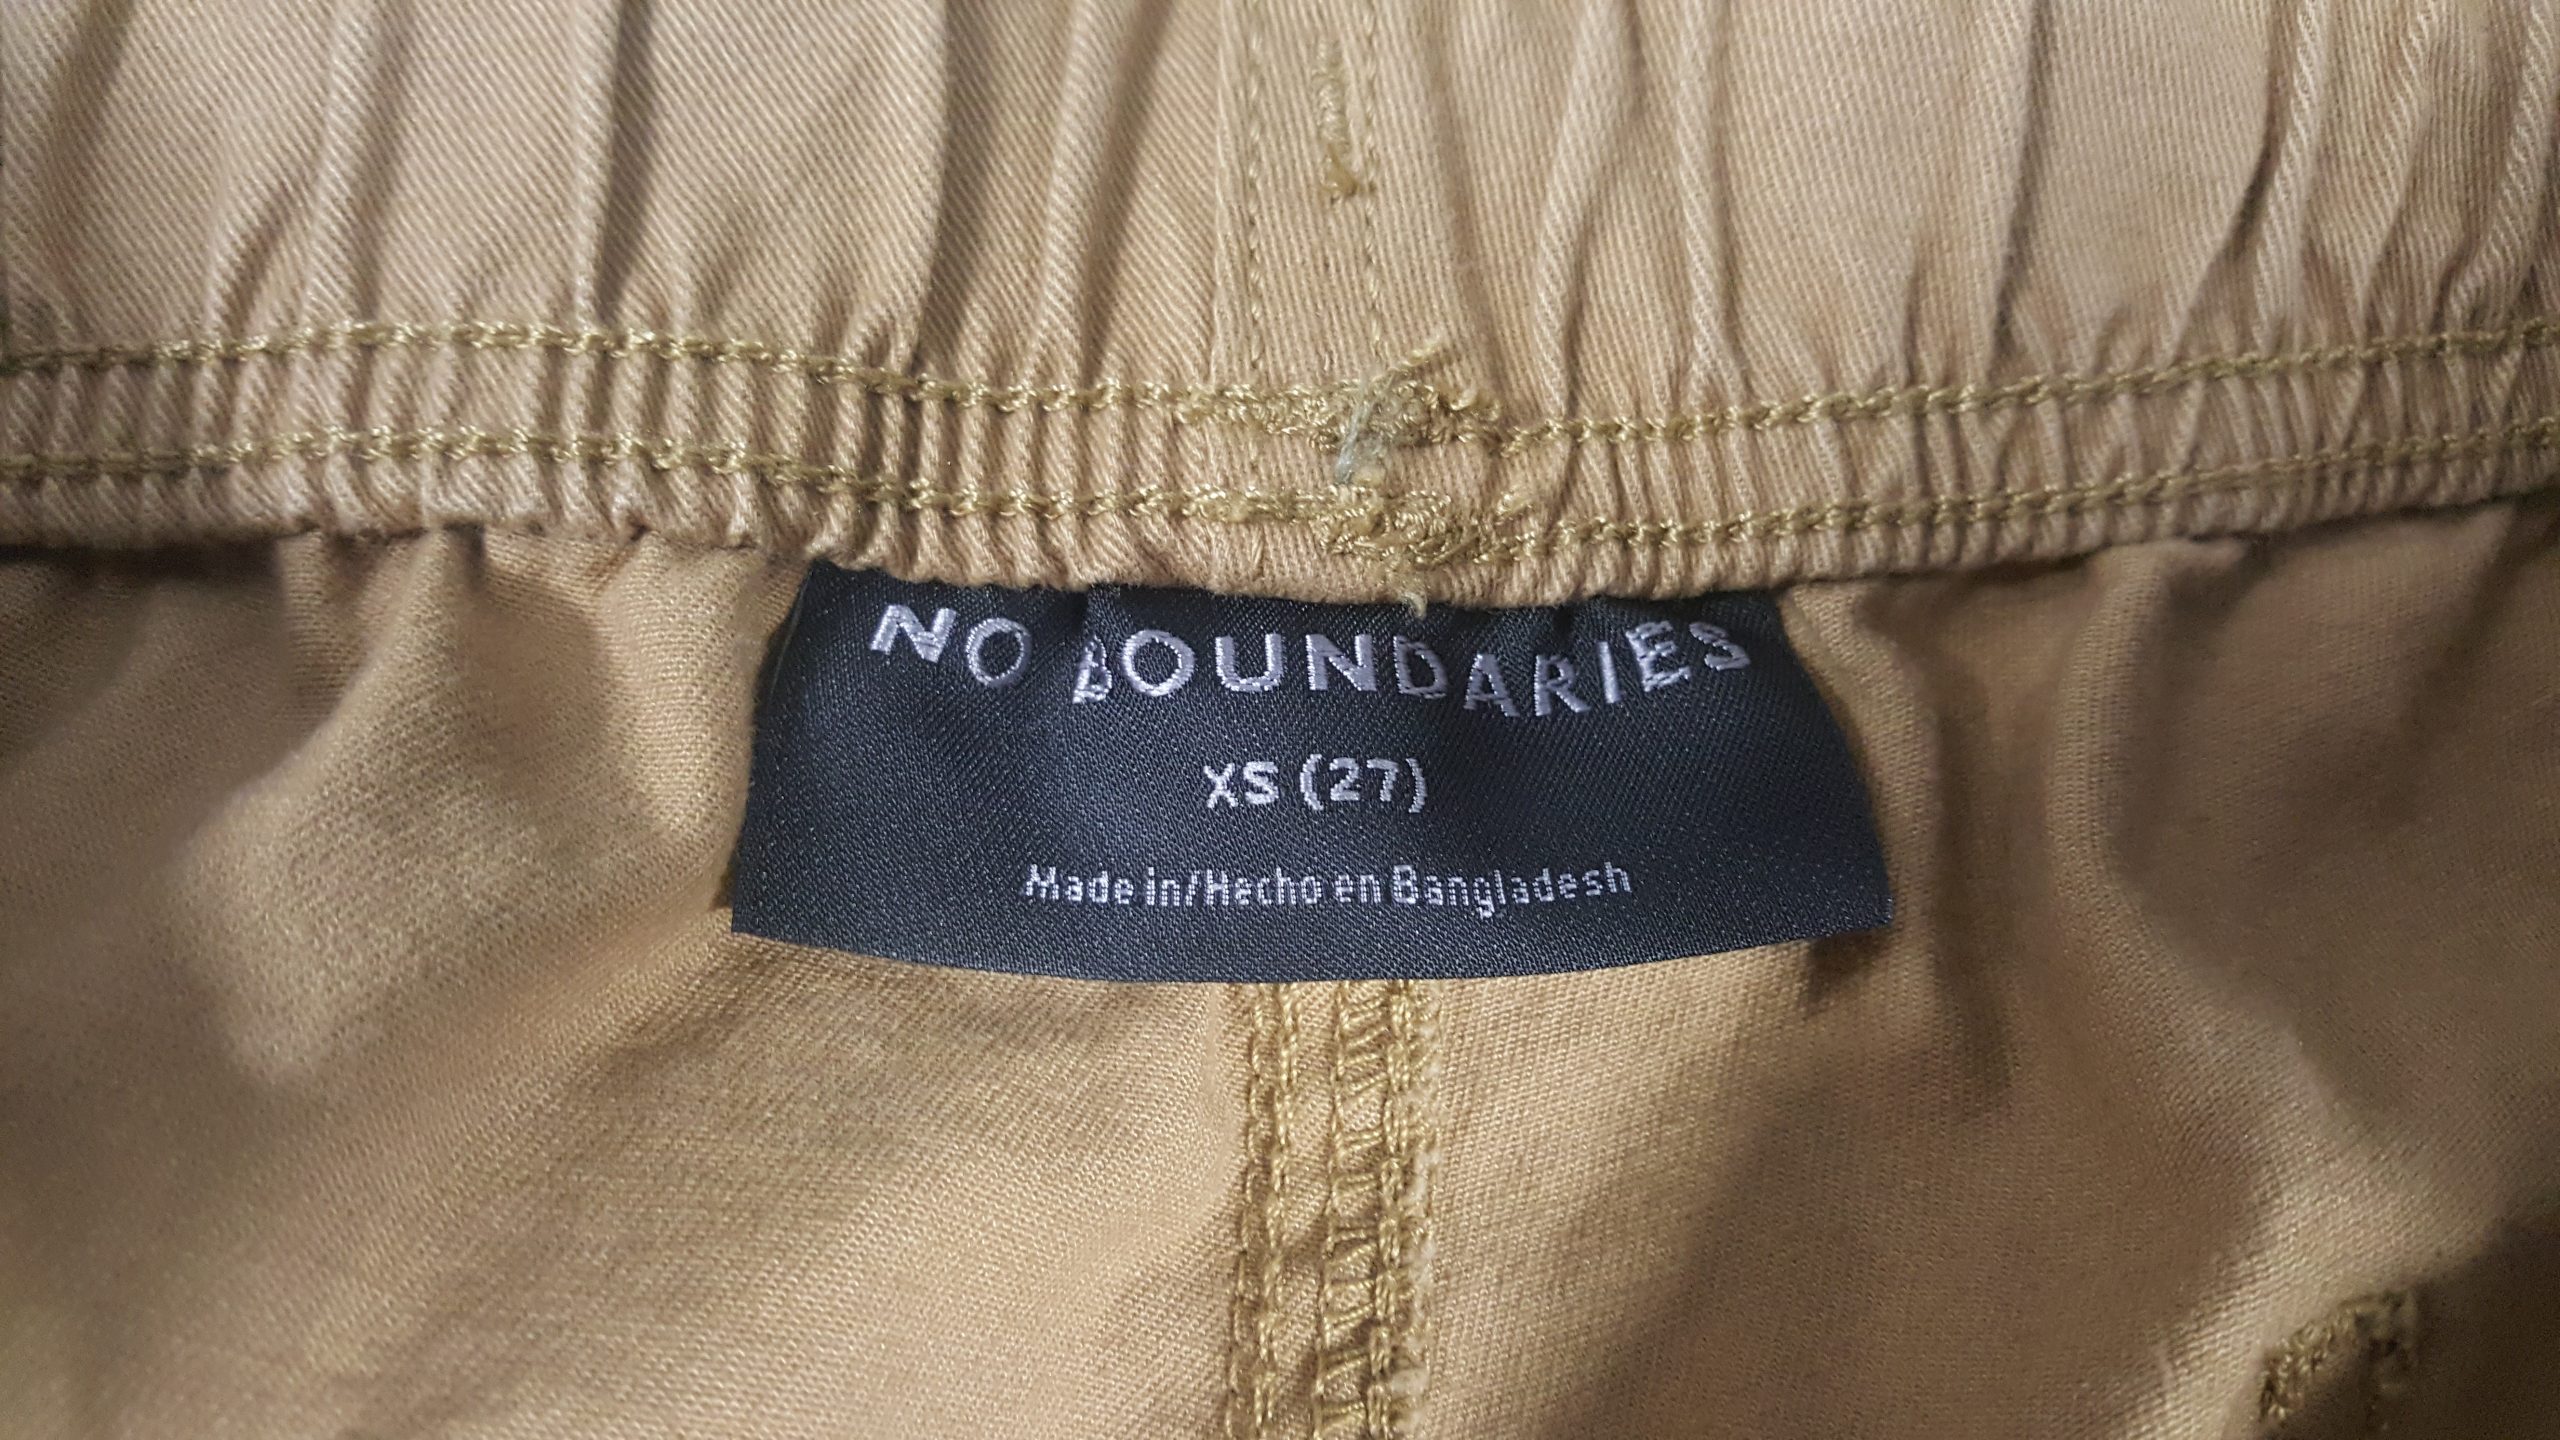 NO BOUNDARIES
XS (27)
Made in/Hecho en Bangladesh